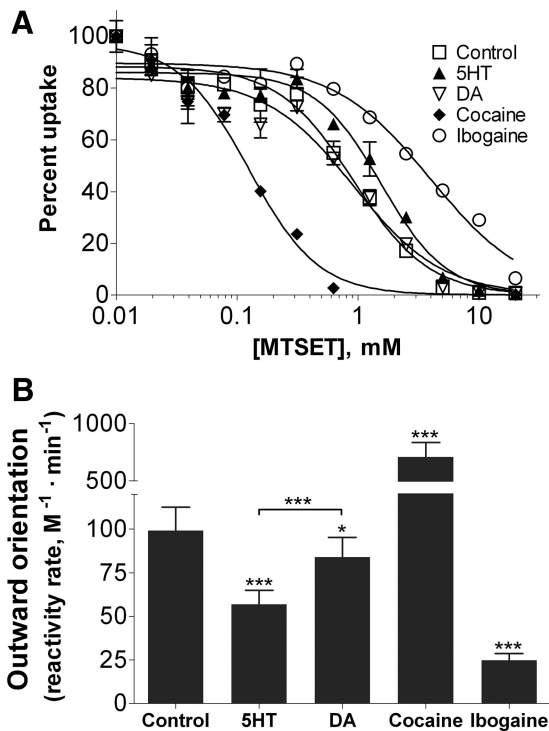 A
Percent uptake
100
80
60
40
20
0
0.01 0.1 1 10
[MTSET], mM
Control
5HT
DA
Cocaine
Ibogaine
B
Outward orientation
(reactivity rate, M-1 · min-1)
1000
500
100
75
50
25
0
***
***
*
***
***
Control 5HT DA Cocaine Ibogaine